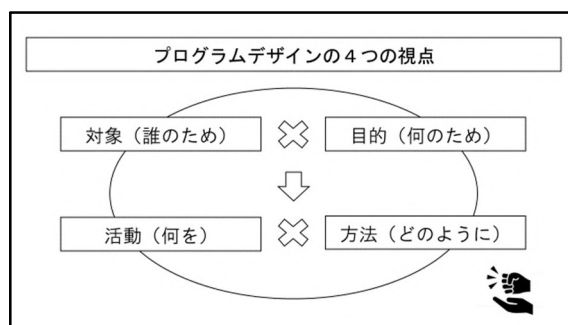 プログラムデザインの４つの視点
対象（誰のため）
目的（何のため）
活動（何を）
方法（どのように）